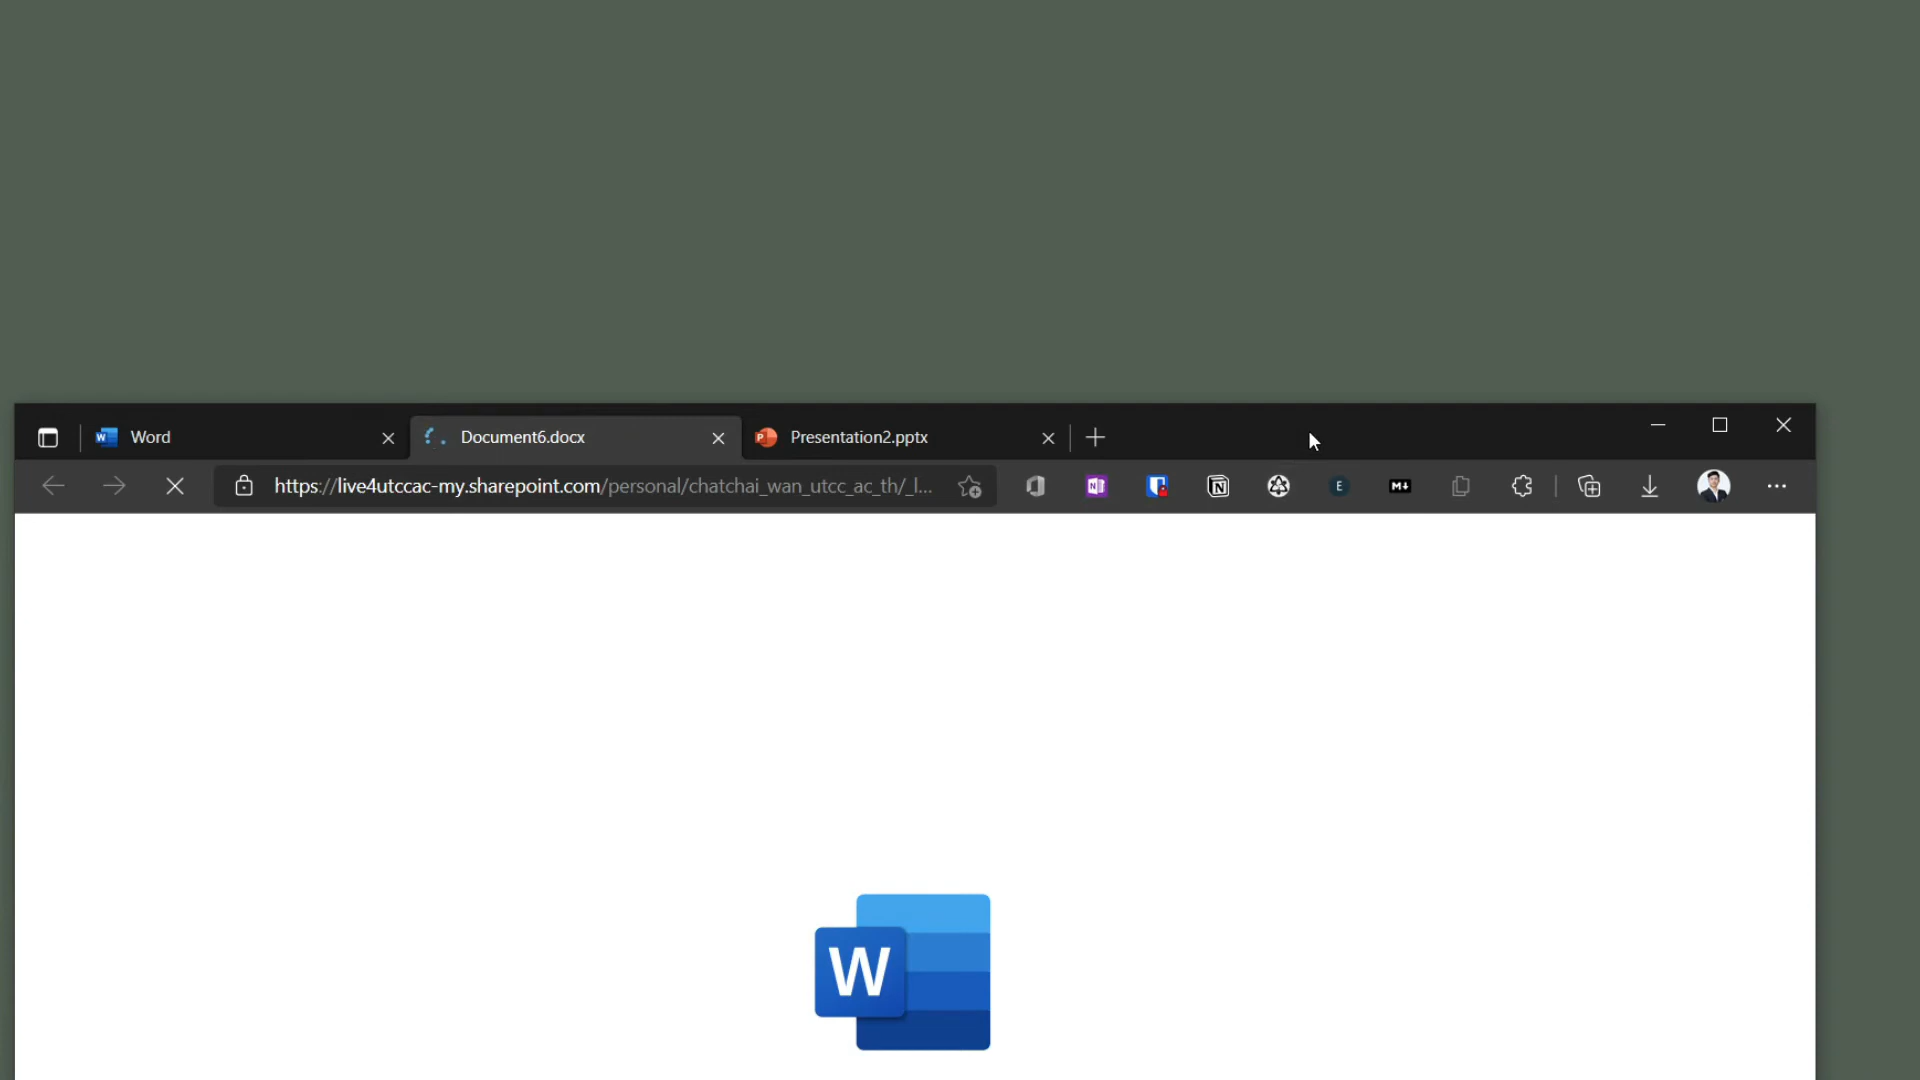 Word
Document6.docx
Presentation2.pptx
https://live4utccac-my.sharepoint.com/personal/chatchai_wan_utcc_ac_th/_l...
N
N
E
M↓
P
W